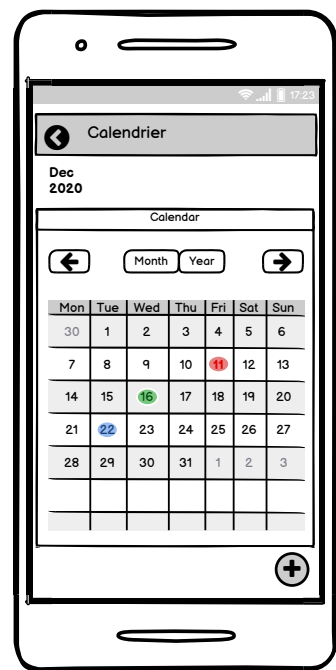 17:23
Calendrier
Dec
2020
Calendar
Month Year
Mon Tue Wed Thu Fri Sat Sun
30 1 2 3 4 5 6
7 8 9 10 11 12 13
14 15 16 17 18 19 20
21 22 23 24 25 26 27
28 29 30 31 1 2 3